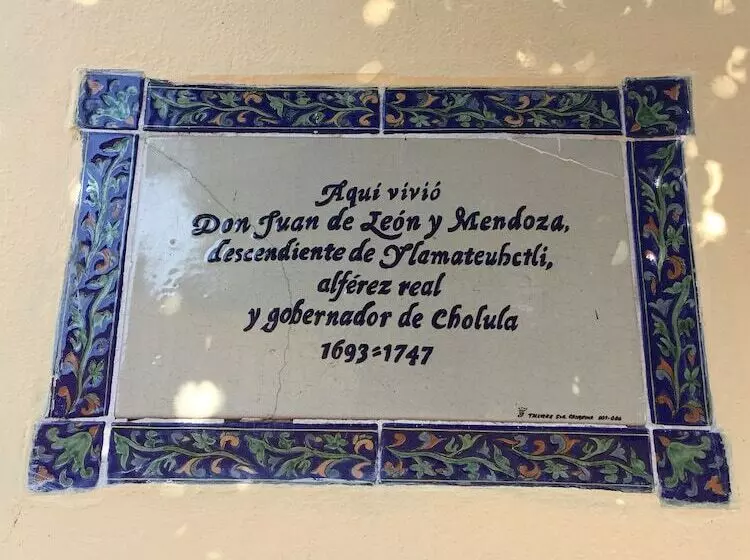 Aquí vivió
Don Juan de León y Mendoza,
descendiente de Ylamateuhctli,
alférez real
y gobernador de Cholula
1693=1747